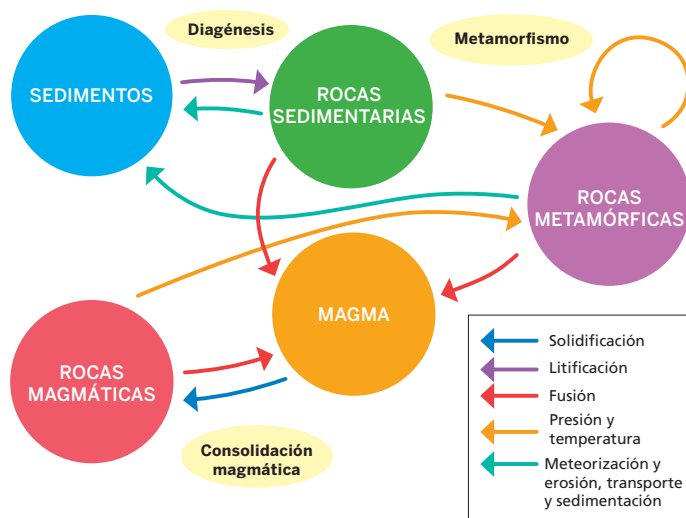 Diagénesis
Metamorfismo
SEDIMENTOS
ROCAS
SEDIMENTARIAS
ROCAS
METAMÓRFICAS
MAGMA
ROCAS
MAGMÁTICAS
Consolidación
magmática
Solidificación
Litificación
Fusión
Presión y
temperatura
Meteorización y
erosión, transporte
y sedimentación